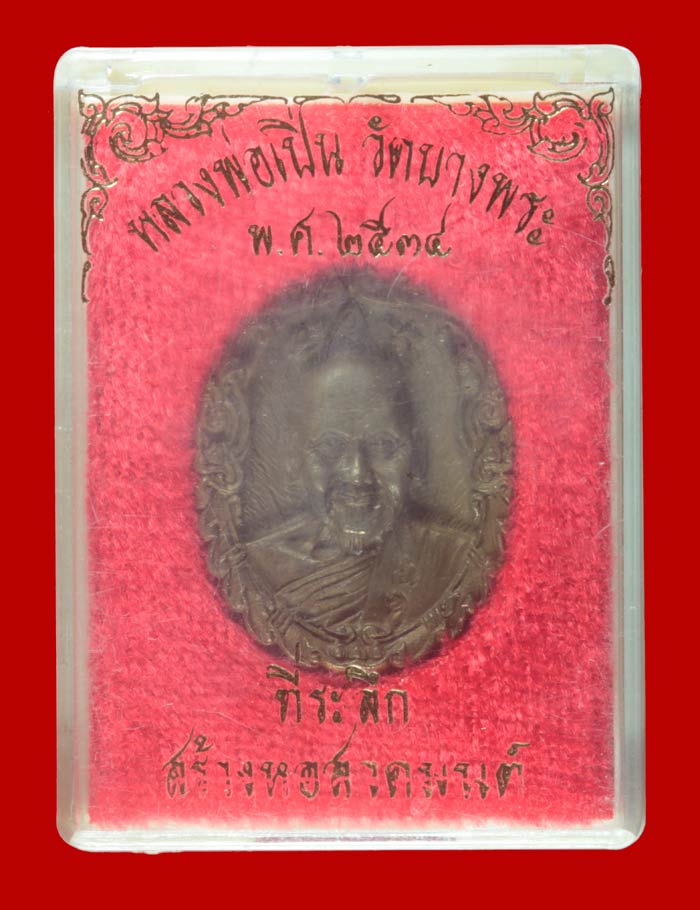 หลวงพ่อเปิ่น วัดบางพระ
พ.ศ.๒๕๓๔
ที่ระลึก
สร้างหอสวดมนต์